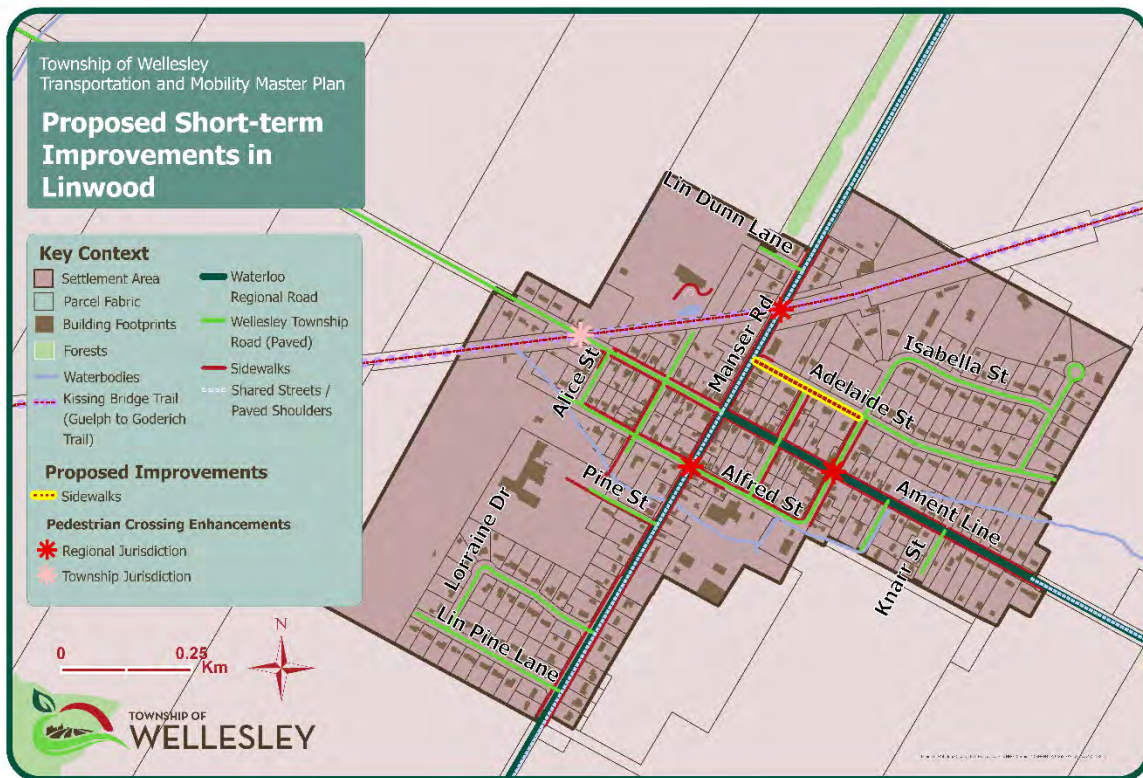 Township of Wellesley
Transportation and Mobility Master Plan
Proposed Short-term
Improvements in
Linwood
Key Context
Settlement Area
Parcel Fabric
Building Footprints
Forests
Waterbodies
Kissing Bridge Trail
(Guelph to Goderich
Trail)
Waterloo
Regional Road
Wellesley Township
Road (Paved)
Sidewalks
Shared Streets /
Paved Shoulders
Proposed Improvements
Sidewalks
Pedestrian Crossing Enhancements
Regional Jurisdiction
Township Jurisdiction
0 0.25
Km
N
TOWNSHIP OF
WELLESLEY
Lin Dunn Lane
Manser Rd
Isabella St
Adelaide St
Alice St
Alfred St
Ament Line
Pine St
Knarr St
Lorraine Dr
Lin Pine Lane